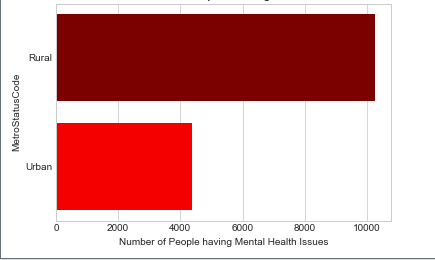 Rural
Urban
MetroStatusCode
0 2000 4000 6000 8000 10000
Number of People having Mental Health Issues